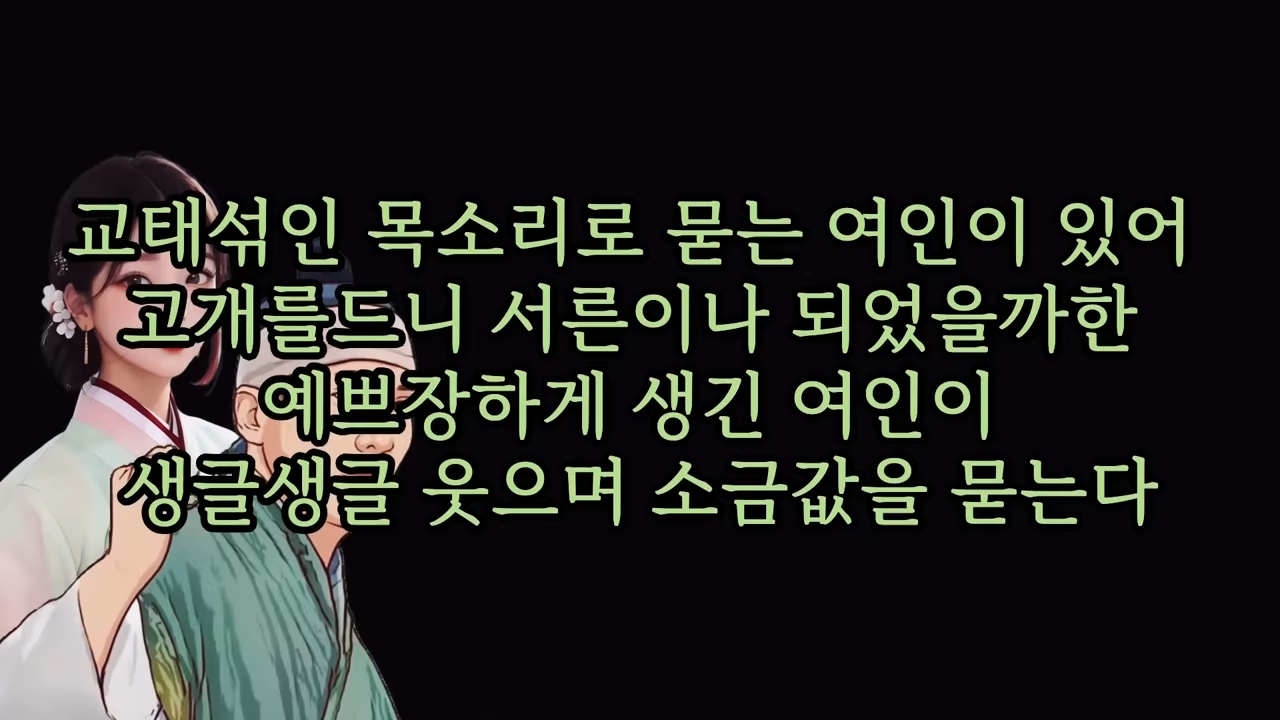 교태섞인 목소리로 묻는 여인이 있어
고개를드니 서른이나 되었을까한
예쁘장하게 생긴 여인이
생글생글 웃으며 소금값을 묻는다